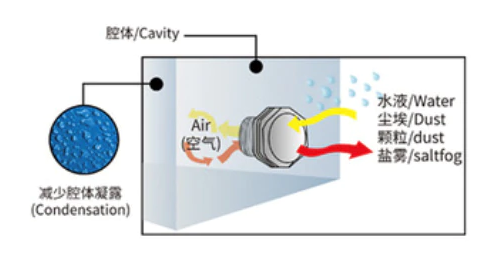 腔体/Cavity
Air
(空气)
水液/Water
尘埃/Dust
颗粒/dust
盐雾/saltfog
减少腔体凝露
(Condensation)